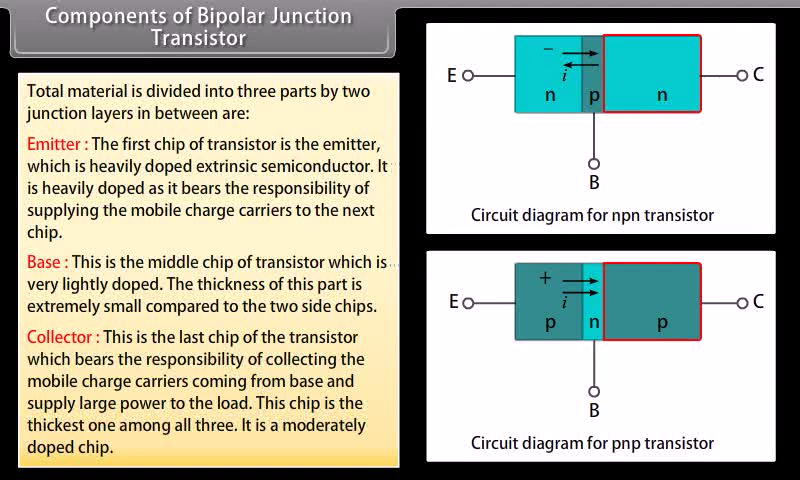 Components of Bipolar Junction
Transistor
Total material is divided into three parts by two
junction layers in between are:
Emitter : The first chip of transistor is the emitter,
which is heavily doped extrinsic semiconductor. It
is heavily doped as it bears the responsibility of
supplying the mobile charge carriers to the next
chip.
Base : This is the middle chip of transistor which is
very lightly doped. The thickness of this part is
extremely small compared to the two side chips.
Collector : This is the last chip of the transistor
which bears the responsibility of collecting the
mobile charge carriers coming from base and
supply large power to the load. This chip is the
thickest one among all three. It is a moderately
doped chip.
−
i
E
C
n p n
B
Circuit diagram for npn transistor
+
i
E
C
p n p
B
Circuit diagram for pnp transistor